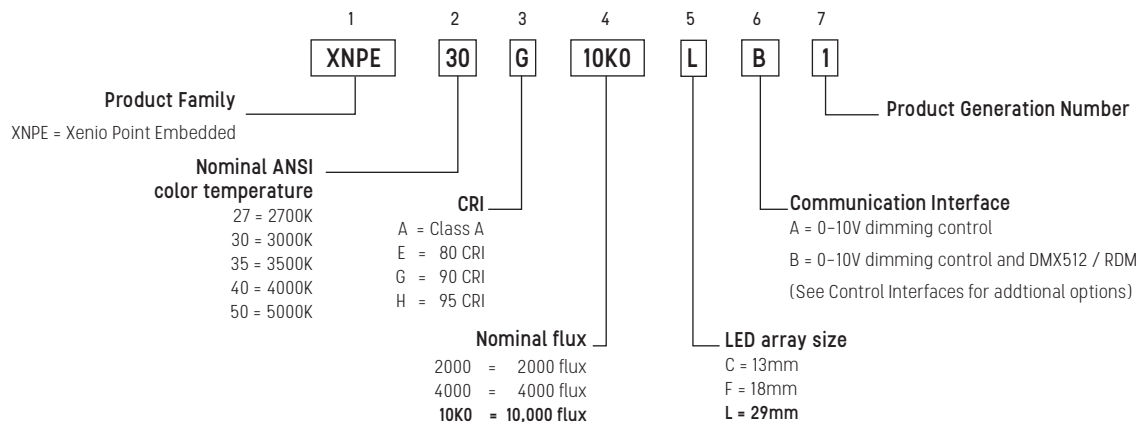 1 2 3 4 5 6 7
XNPE 30 G 10K0 L B 1
Product Family
XNPE = Xenio Point Embedded
Product Generation Number
Nominal ANSI
color temperature
27 = 2700K
30 = 3000K
35 = 3500K
40 = 4000K
50 = 5000K
CRI
A = Class A
E = 80 CRI
G = 90 CRI
H = 95 CRI
Communication Interface
A = 0-10V dimming control
B = 0-10V dimming control and DMX512 / RDM
(See Control Interfaces for addtional options)
Nominal flux
2000 = 2000 flux
4000 = 4000 flux
10K0 = 10,000 flux
LED array size
C = 13mm
F = 18mm
L = 29mm